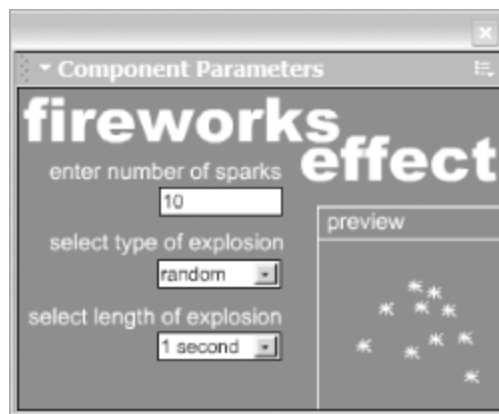 Component Parameters
fireworks
effect
enter number of sparks
10
select type of explosion
random
select length of explosion
1 second
preview